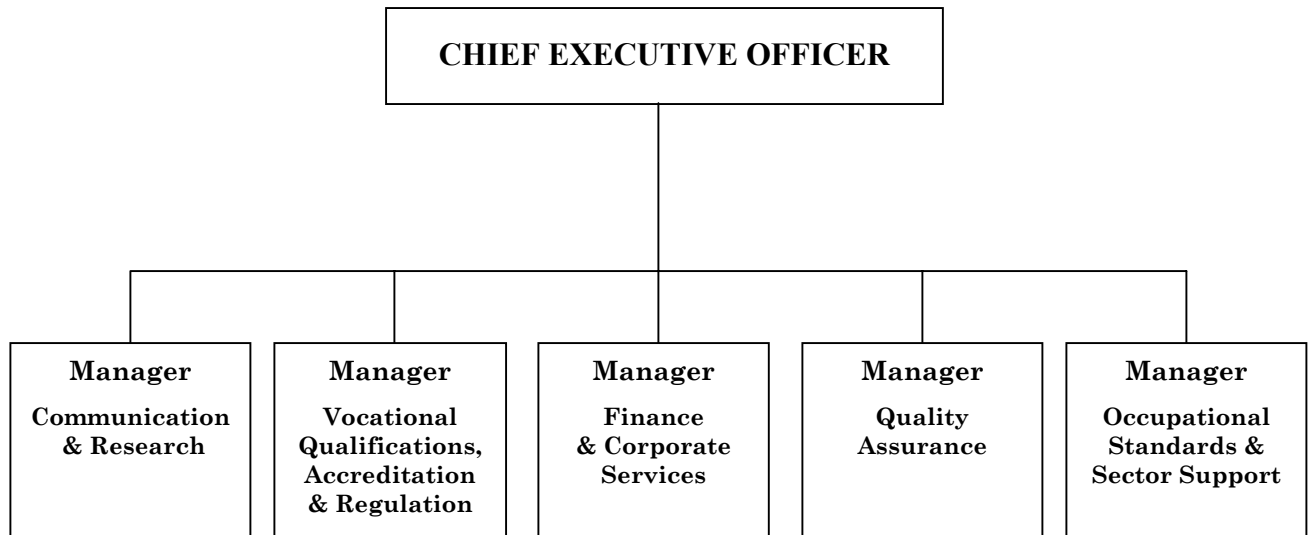 CHIEF EXECUTIVE OFFICER
Manager
Communication
& Research
Manager
Vocational
Qualifications,
Accreditation
& Regulation
Manager
Finance
& Corporate
Services
Manager
Quality
Assurance
Manager
Occupational
Standards &
Sector Support